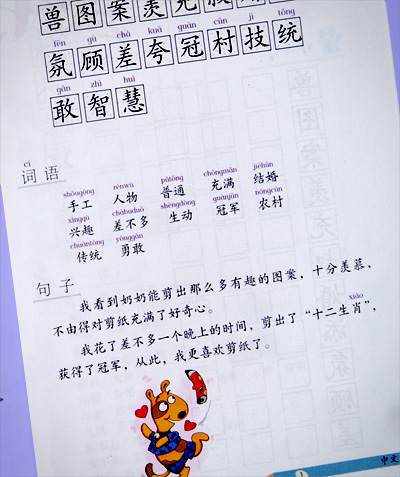 兽 图 案 羡 充
fēn gù chà kuā guàn cūn jì tǒng
氛 顾 差 夸 冠 村 技 统
gǎn zhì huì
敢 智 慧
cí
词 语
shǒugōng rénwù pǔtōng chōngmǎn jiéhūn
手工 人物 普通 充满 结婚
xìngqù chàbuduō shēngdòng guànjūn nóngcūn
兴趣 差不多 生动 冠军 农村
chuántǒng yǒnggǎn
传统 勇敢
句 子
我看到奶奶能剪出那么多有趣的图案，十分羡慕，
不由得对剪纸充满了好奇心。
xiào
我花了差不多一个晚上的时间，剪出了“十二生肖”，
获得了冠军，从此，我更喜欢剪纸了。
1
中文